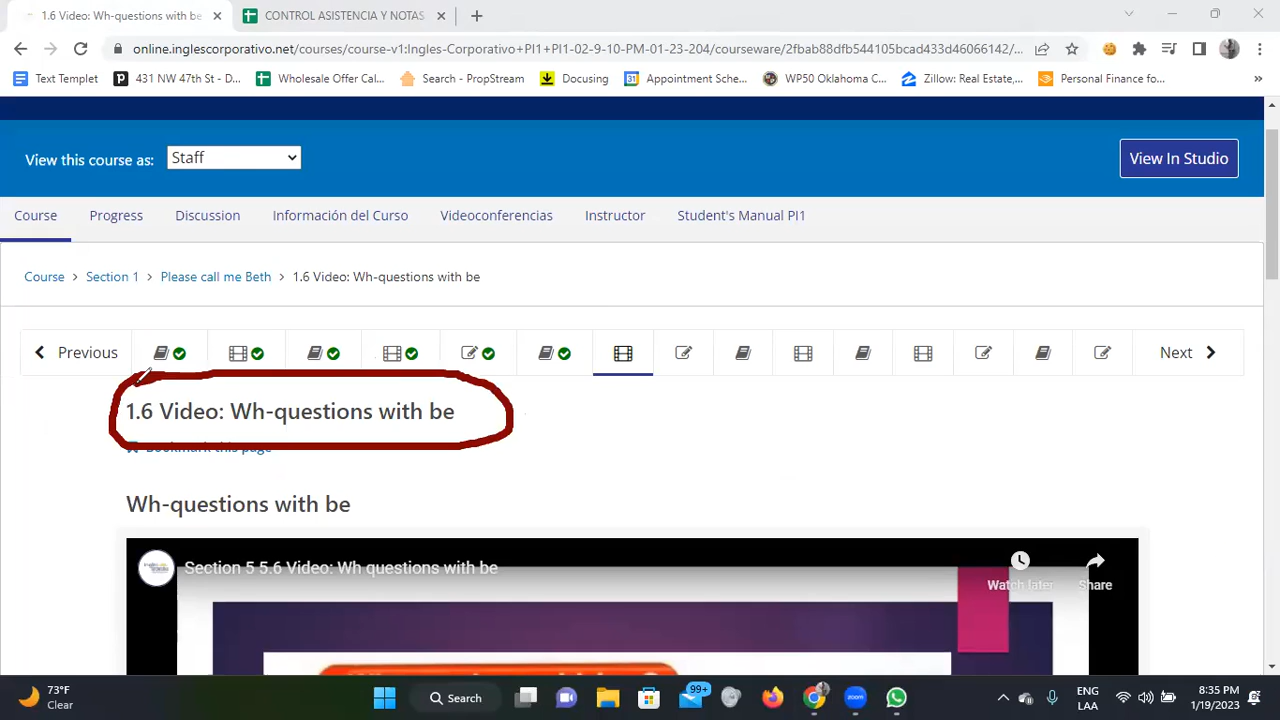 1.6 Video: Wh-questions with be
CONTROL ASISTENCIA Y NOTAS
online.inglescorporativo.net/courses/course-v1:Ingles-Corporativo+PI1+PI1-02-9-10-PM-01-23-204/courseware/2fbab88dfb544105bcad433d46066142/...
Text Templet 431 NW 47th St - D... Wholesale Offer Cal... Search - PropStream Docusing Appointment Sche... WP50 Oklahoma C... Zillow: Real Estate,... Personal Finance fo... »
View this course as: Staff View In Studio
Course Progress Discussion Información del Curso Videoconferencias Instructor Student's Manual PI1
Course > Section 1 > Please call me Beth > 1.6 Video: Wh-questions with be
Previous Next
1.6 Video: Wh-questions with be
Bookmark this page
Wh-questions with be
Section 5 5.6 Video: Wh questions with be
Watch later Share
73°F
Clear
Search
99+
ENG
LAA
8:35 PM
1/19/2023